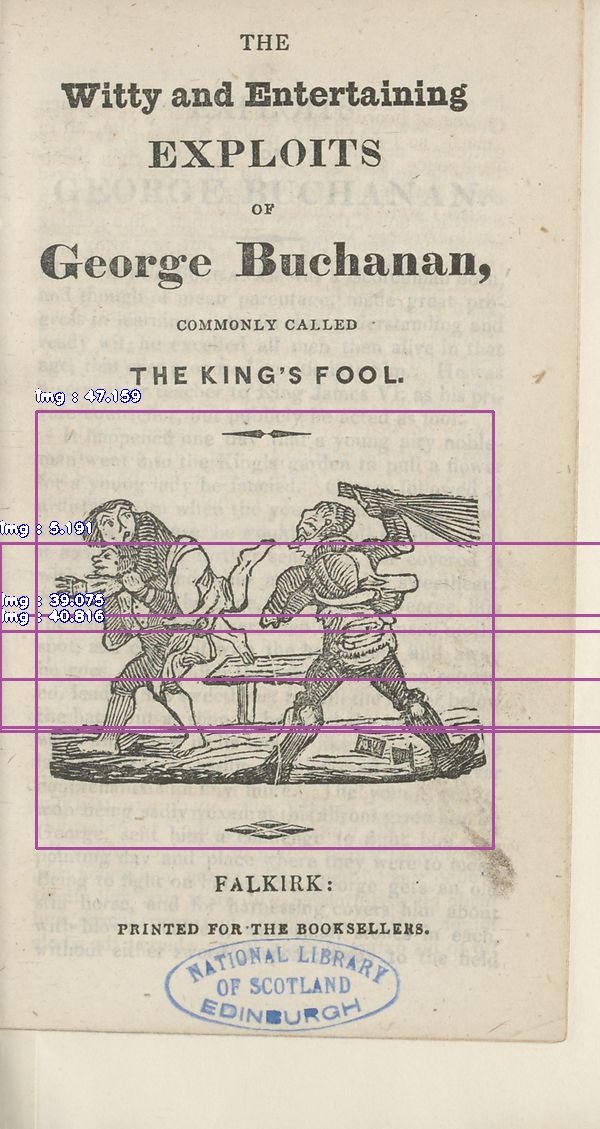 THE
Witty and Entertaining
EXPLOITS
OF
George Buchanan,
COMMONLY CALLED
THE KING'S FOOL.
img : 47.159
img : 5.191
img : 39.075
img : 40.816
FALKIRK:
PRINTED FOR THE BOOKSELLERS.
NATIONAL LIBRARY
OF SCOTLAND
EDINBURGH